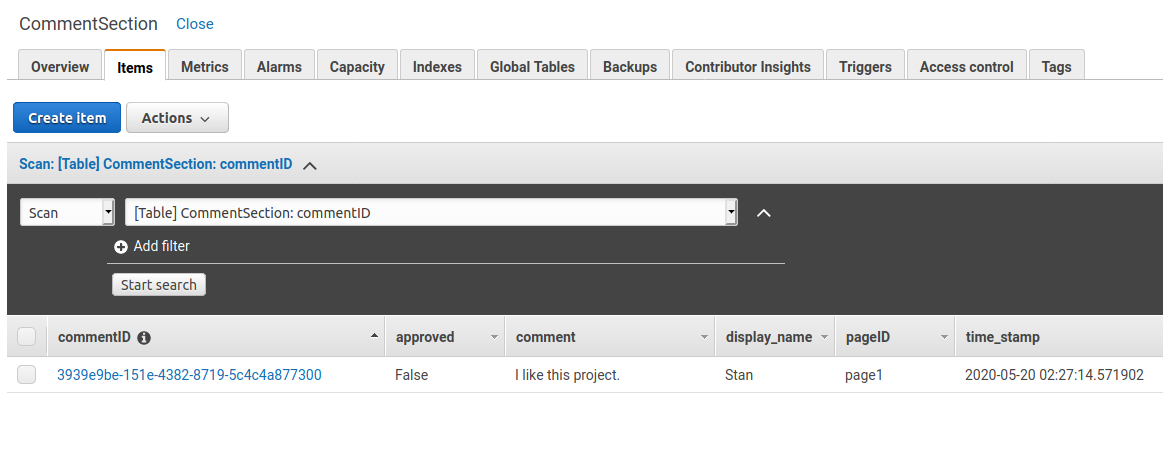 CommentSection Close
Overview Items Metrics Alarms Capacity Indexes Global Tables Backups Contributor Insights Triggers Access control Tags
Create item Actions
Scan: [Table] CommentSection: commentID
Scan [Table] CommentSection: commentID
Add filter
Start search
commentID approved comment display_name pageID time_stamp
3939e9be-151e-4382-8719-5c4c4a877300 False I like this project. Stan page1 2020-05-20 02:27:14.571902